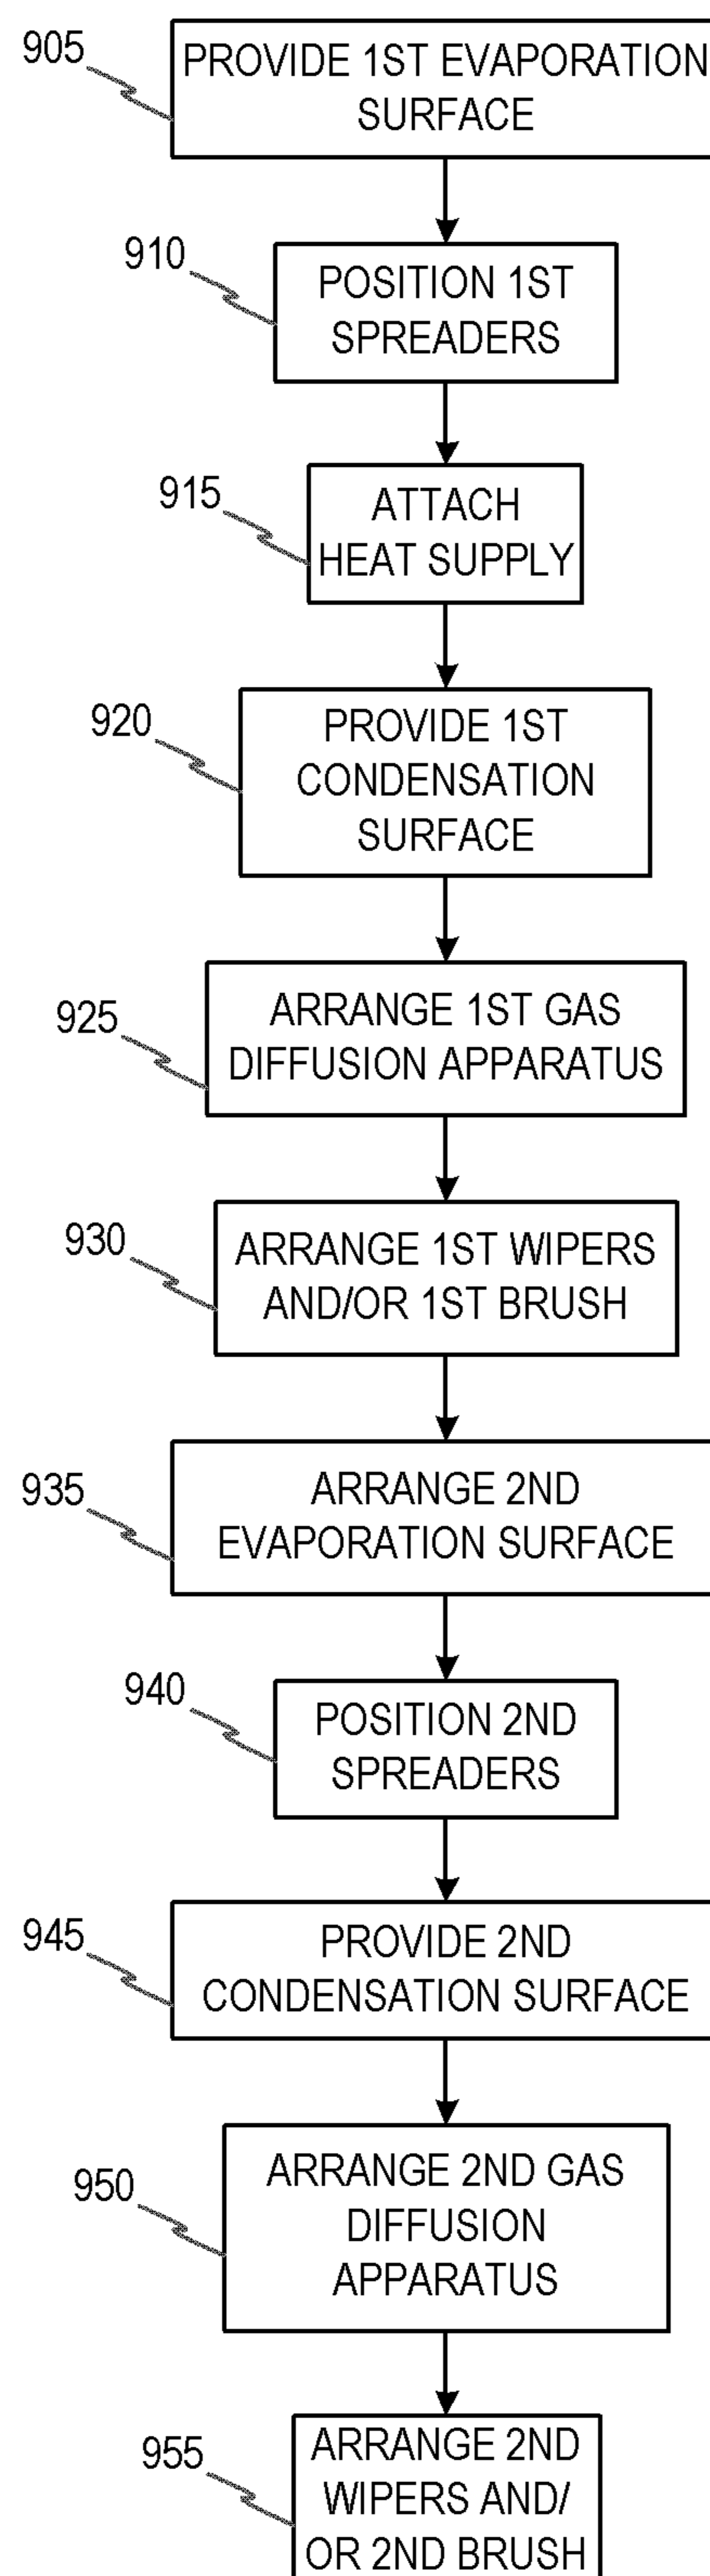 905
PROVIDE 1ST EVAPORATION
SURFACE
910
POSITION 1ST
SPREADERS
915
ATTACH
HEAT SUPPLY
920
PROVIDE 1ST
CONDENSATION
SURFACE
925
ARRANGE 1ST GAS
DIFFUSION APPARATUS
930
ARRANGE 1ST WIPERS
AND/OR 1ST BRUSH
935
ARRANGE 2ND
EVAPORATION SURFACE
940
POSITION 2ND
SPREADERS
945
PROVIDE 2ND
CONDENSATION SURFACE
950
ARRANGE 2ND GAS
DIFFUSION
APPARATUS
955
ARRANGE 2ND
WIPERS AND/
OR 2ND BRUSH